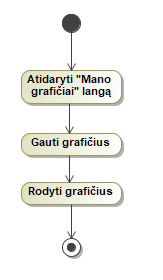 Atidaryti "Mano
grafičiai" langą
Gauti grafičius
Rodyti grafičius